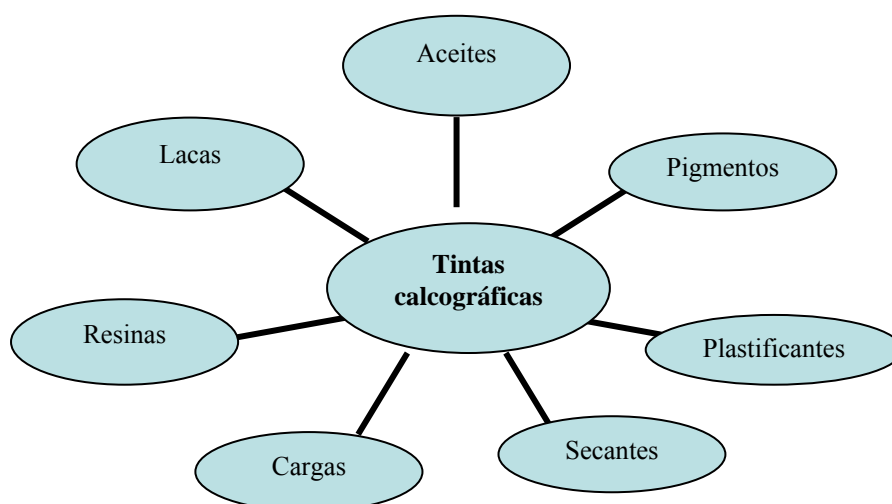 Aceites
Lacas
Pigmentos
Tintas
calcográficas
Resinas
Plastificantes
Secantes
Cargas